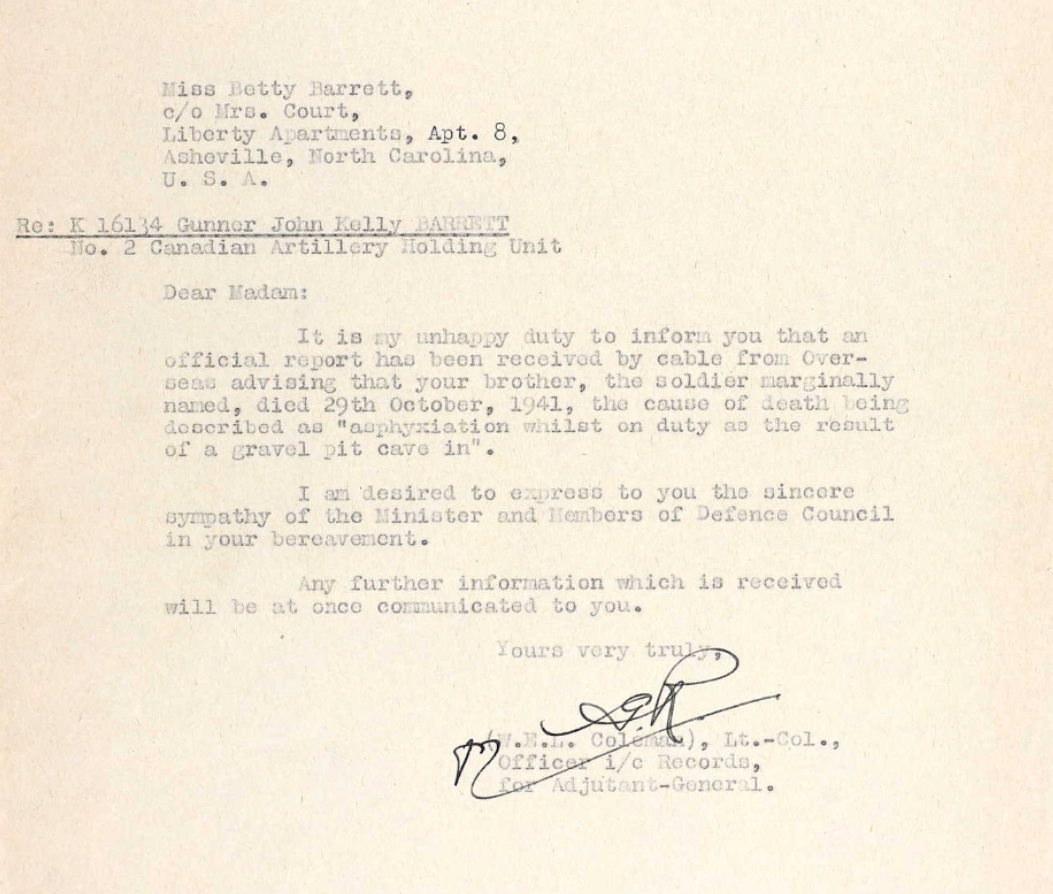 Miss Betty Barrett,
c/o Mrs. Court,
Liberty Apartments, Apt. 8,
Asheville, North Carolina,
U. S. A.
Re: K 16134 Gunner John Kelly BARRETT
No. 2 Canadian Artillery Holding Unit
Dear Madam:
It is my unhappy duty to inform you that an
official report has been received by cable from Over-
seas advising that your brother, the soldier marginally
named, died 29th October, 1941, the cause of death being
described as "asphyxiation whilst on duty as the result
of a gravel pit cave in".
I am desired to express to you the sincere
sympathy of the Minister and Members of Defence Council
in your bereavement.
Any further information which is received
will be at once communicated to you.
Yours very truly,
(W.E.L. Coleman), Lt.-Col.,
Officer i/c Records,
for Adjutant-General.